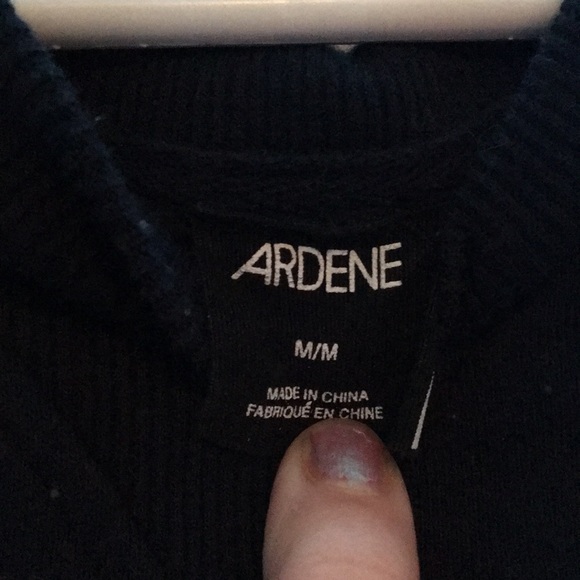 ARDENE
M/M
MADE IN CHINA
FABRIQUÉ EN CHINE